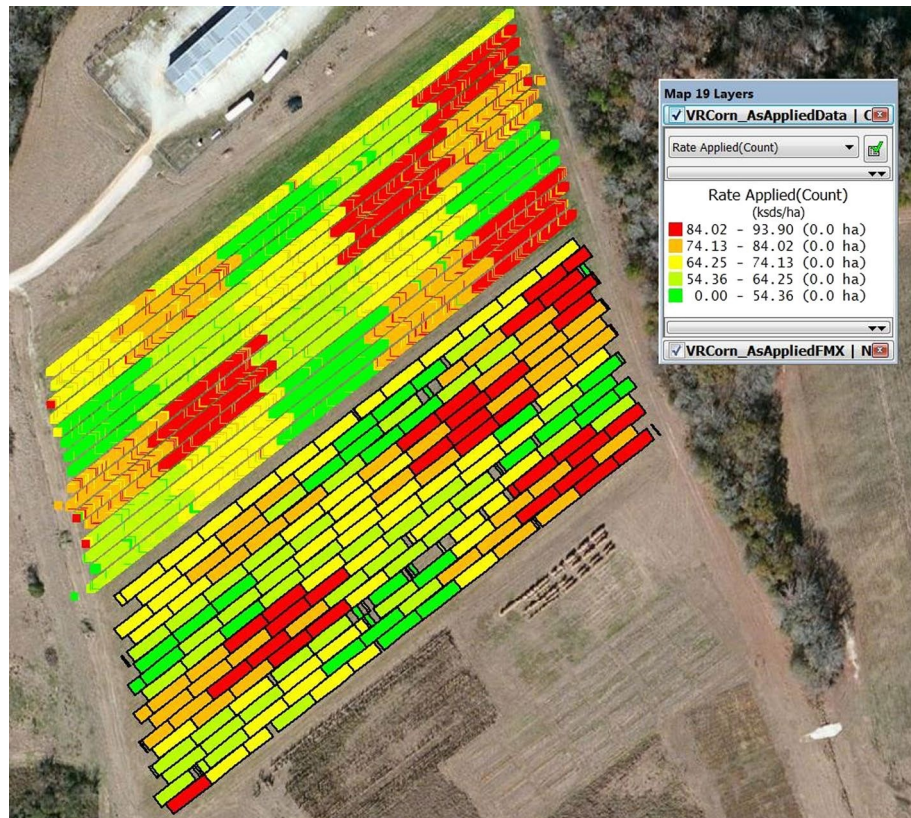 Map 19 Layers
VRCorn_AsAppliedData | C
Rate Applied(Count)
Rate Applied(Count)
(ksds/ha)
84.02 - 93.90 (0.0 ha)
74.13 - 84.02 (0.0 ha)
64.25 - 74.13 (0.0 ha)
54.36 - 64.25 (0.0 ha)
0.00 - 54.36 (0.0 ha)
VRCorn_AsAppliedFMX | N